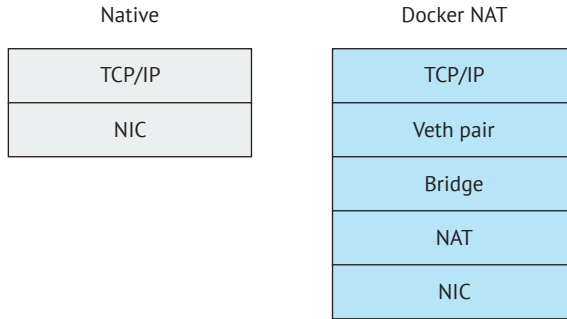 Native
TCP/IP
NIC
Docker NAT
TCP/IP
Veth pair
Bridge
NAT
NIC